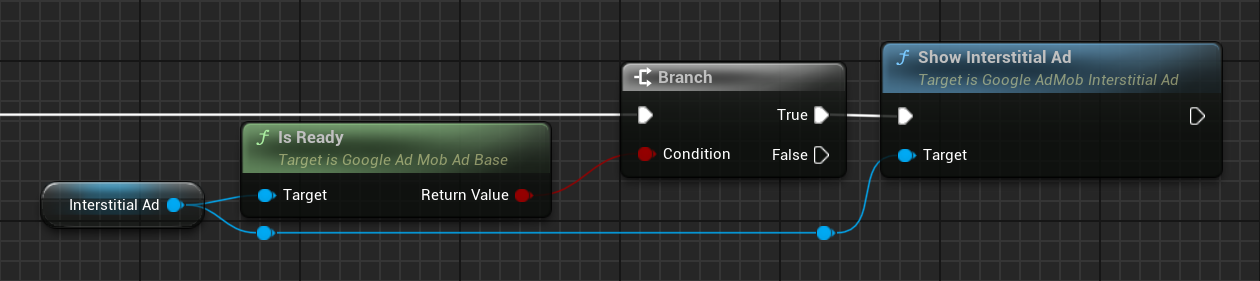 Interstitial Ad
f Is Ready
Target is Google Ad Mob Ad Base
Target
Return Value
Branch
True
Condition
False
f Show Interstitial Ad
Target is Google AdMob Interstitial Ad
Target